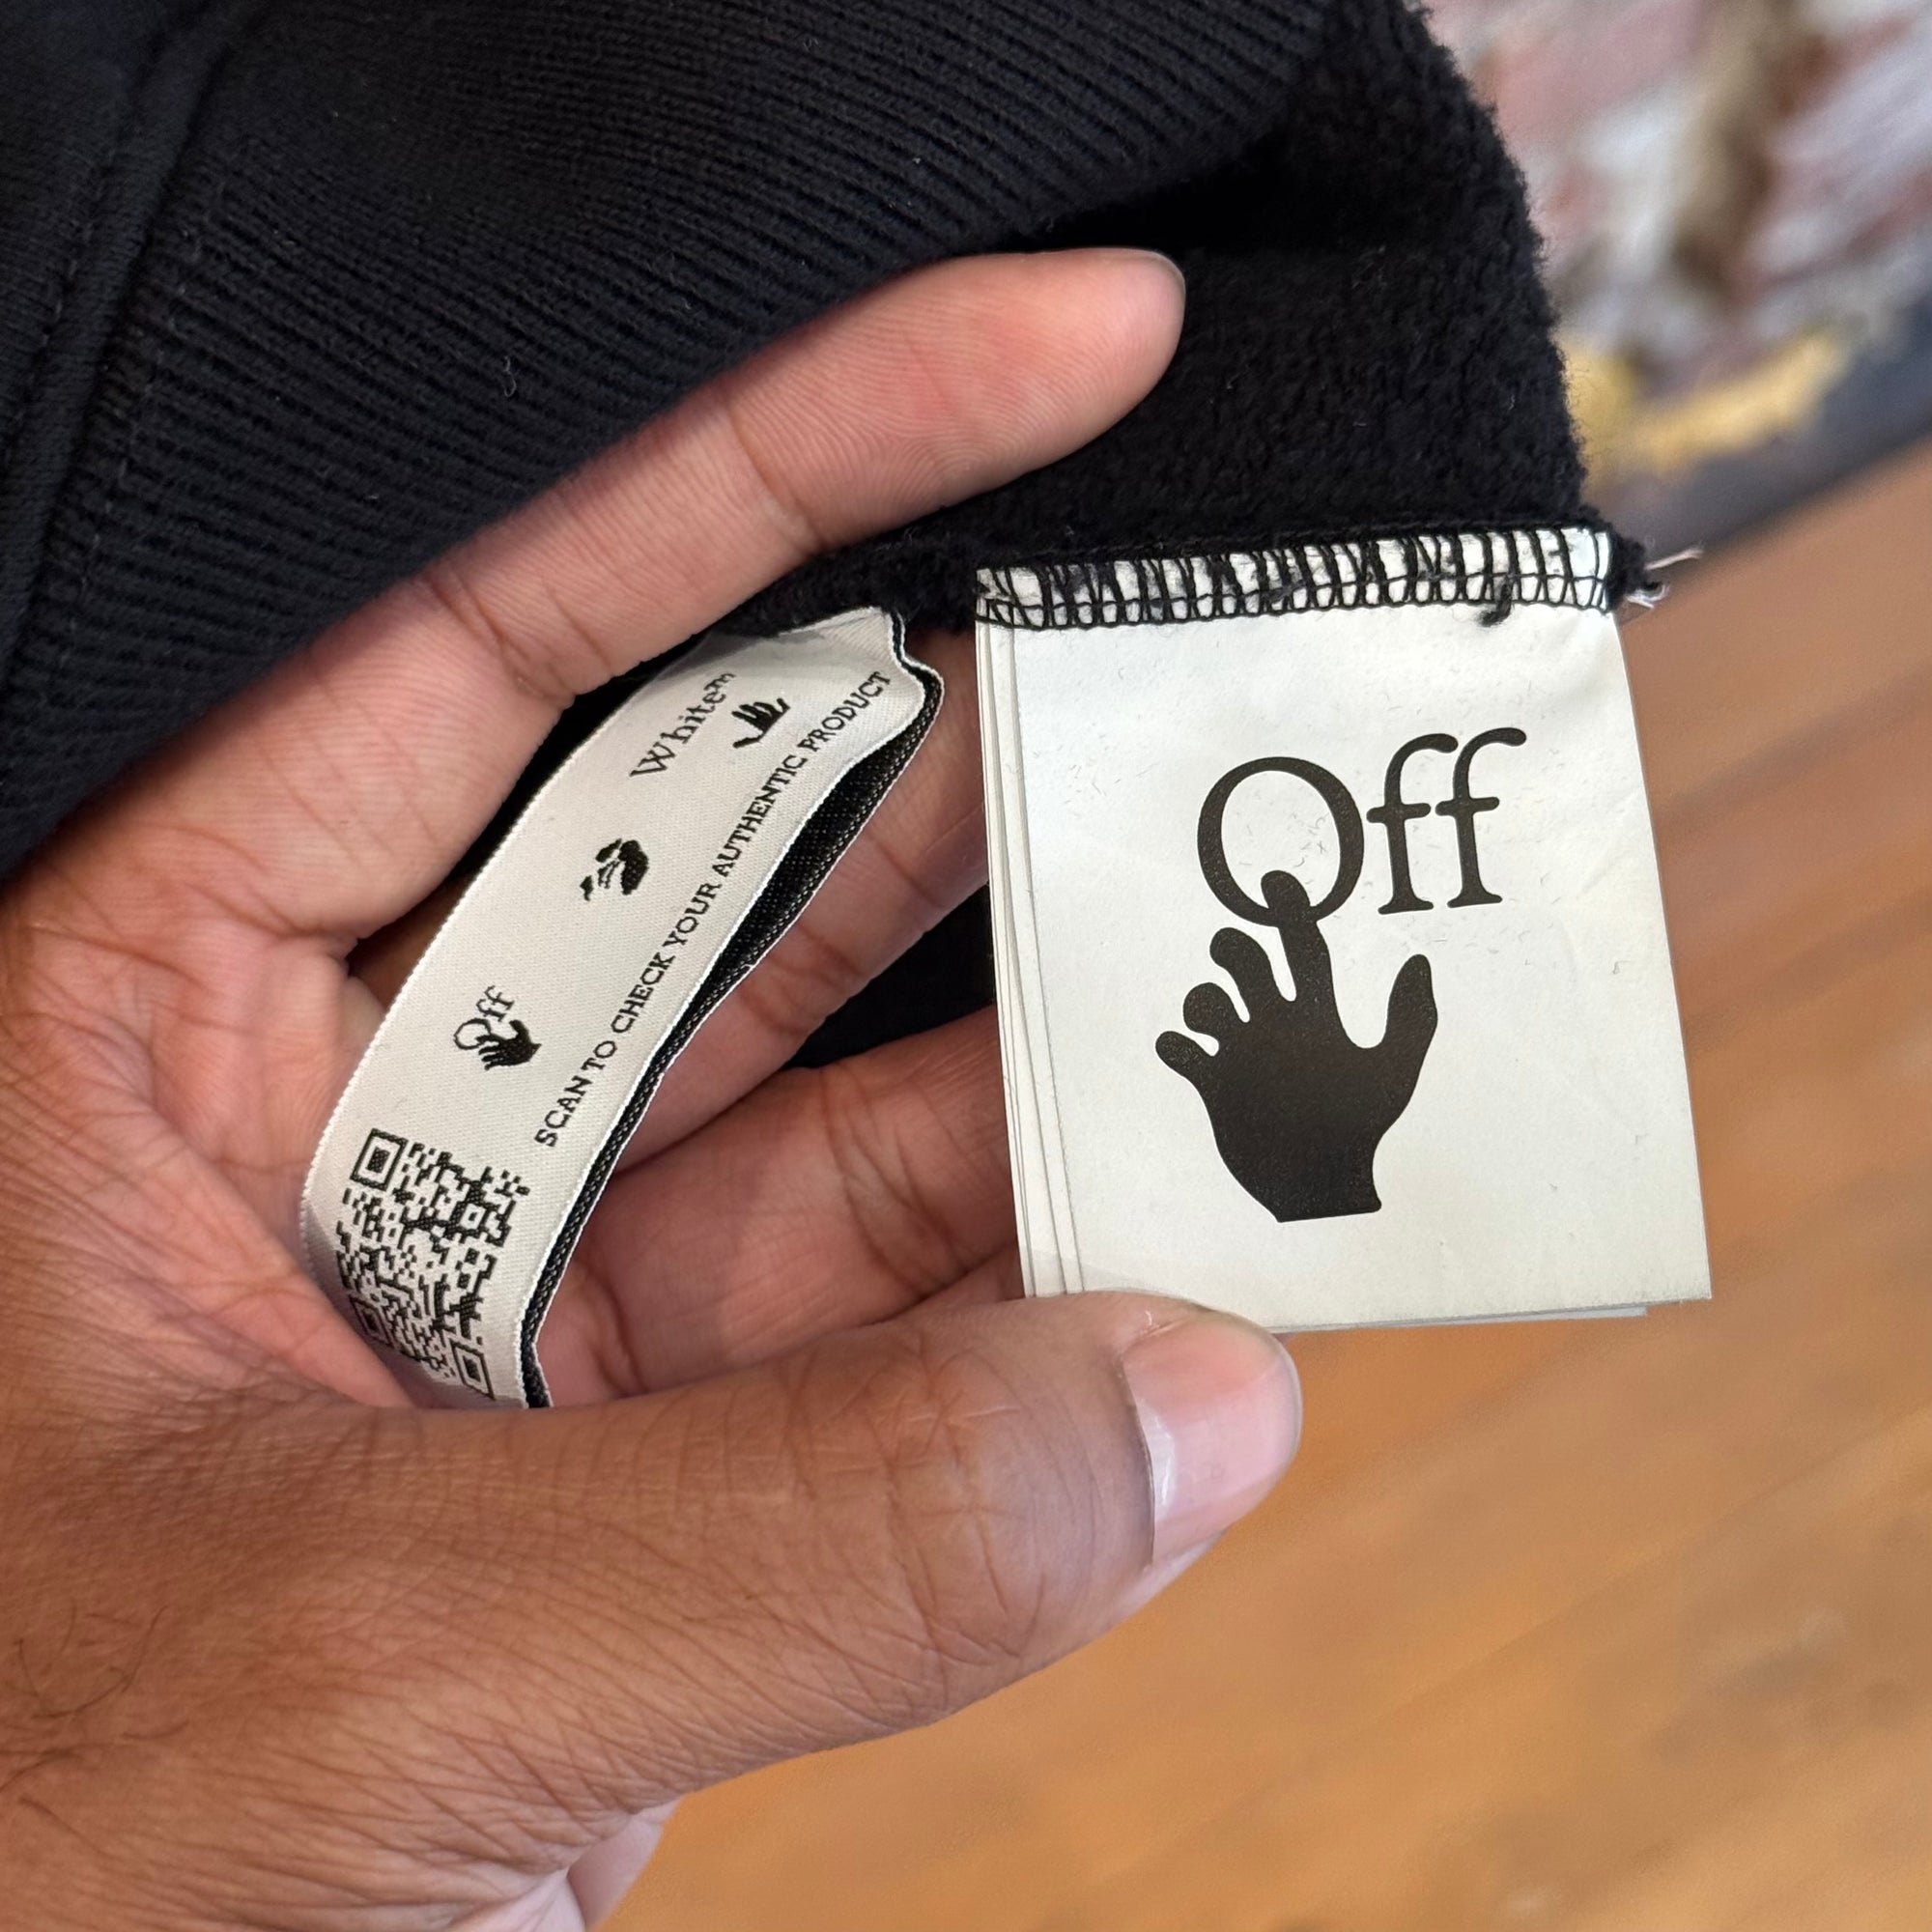 White™
SCAN TO CHECK YOUR AUTHENTIC PRODUCT
Off
Off